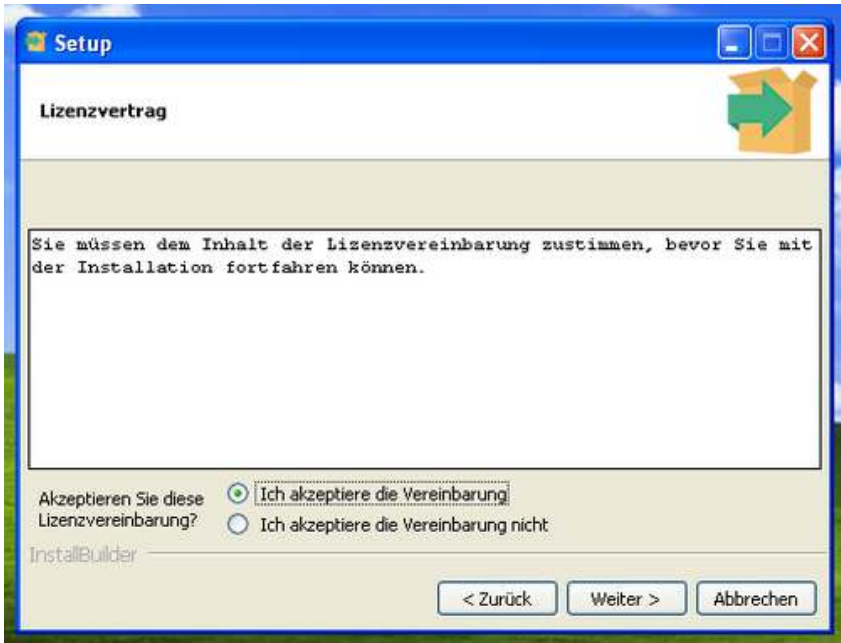 Setup
Lizenzvertrag
Sie müssen dem Inhalt der Lizenzvereinbarung zustimmen, bevor Sie mit
der Installation fortfahren können.
Akzeptieren Sie diese
Lizenzvereinbarung?
Ich akzeptiere die Vereinbarung
Ich akzeptiere die Vereinbarung nicht
InstallBuilder
< Zurück
Weiter >
Abbrechen